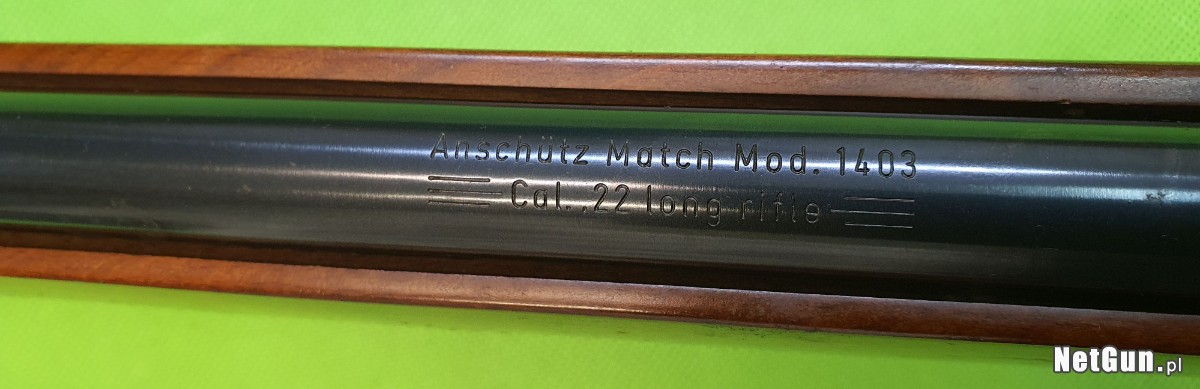 Anschütz Match Mod. 1403
Cal. .22 long rifle
NetGun.pl